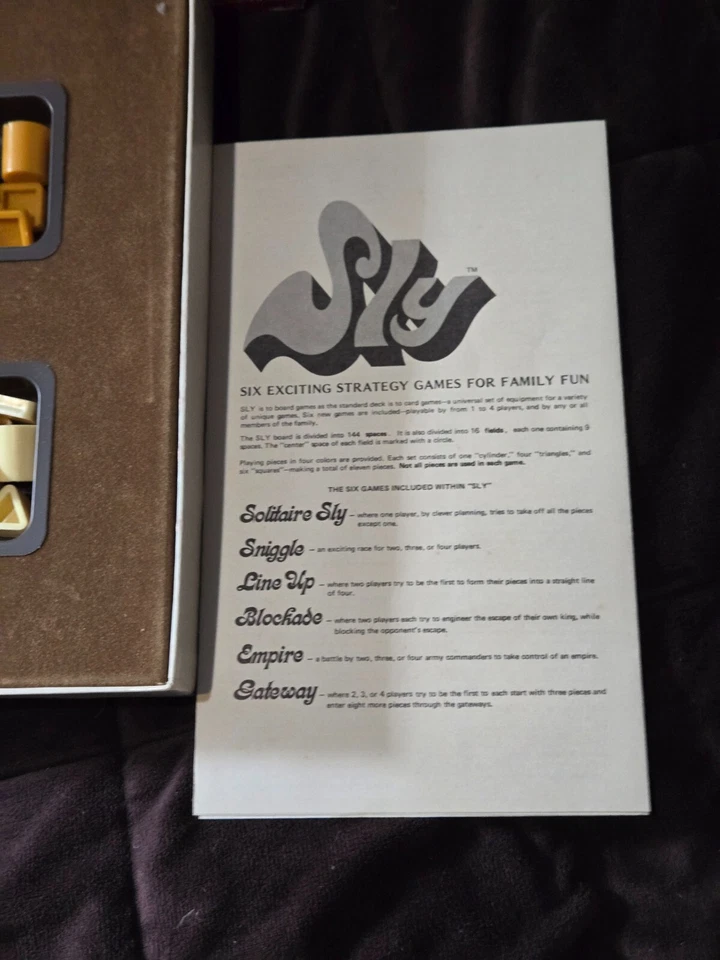 Sly
TM
SIX EXCITING STRATEGY GAMES FOR FAMILY FUN
SLY is to board games as the standard deck is to card games—a universal set of equipment for a variety
of unique games. Six new games are included—playable by from 1 to 4 players, and by any or all
members of the family.
The SLY board is divided into 144 spaces. It is also divided into 16 fields, each one containing 9
spaces. The "center" space of each field is marked with a circle.
Playing pieces in four colors are provided. Each set consists of one "cylinder," four "triangles," and
six "squares"—making a total of eleven pieces. Not all pieces are used in each game.
THE SIX GAMES INCLUDED WITHIN "SLY"
Solitaire Sly – where one player, by clever planning, tries to take off all the pieces
except one.
Sniggle – an exciting race for two, three, or four players.
Line Up – where two players try to be the first to form their pieces into a straight line
of four.
Blockade – where two players each try to engineer the escape of their own king, while
blocking the opponent's escape.
Empire – a battle by two, three, or four army commanders to take control of an empire.
Gateway – where 2, 3, or 4 players try to be the first to each start with three pieces and
enter eight more pieces through the gateways.